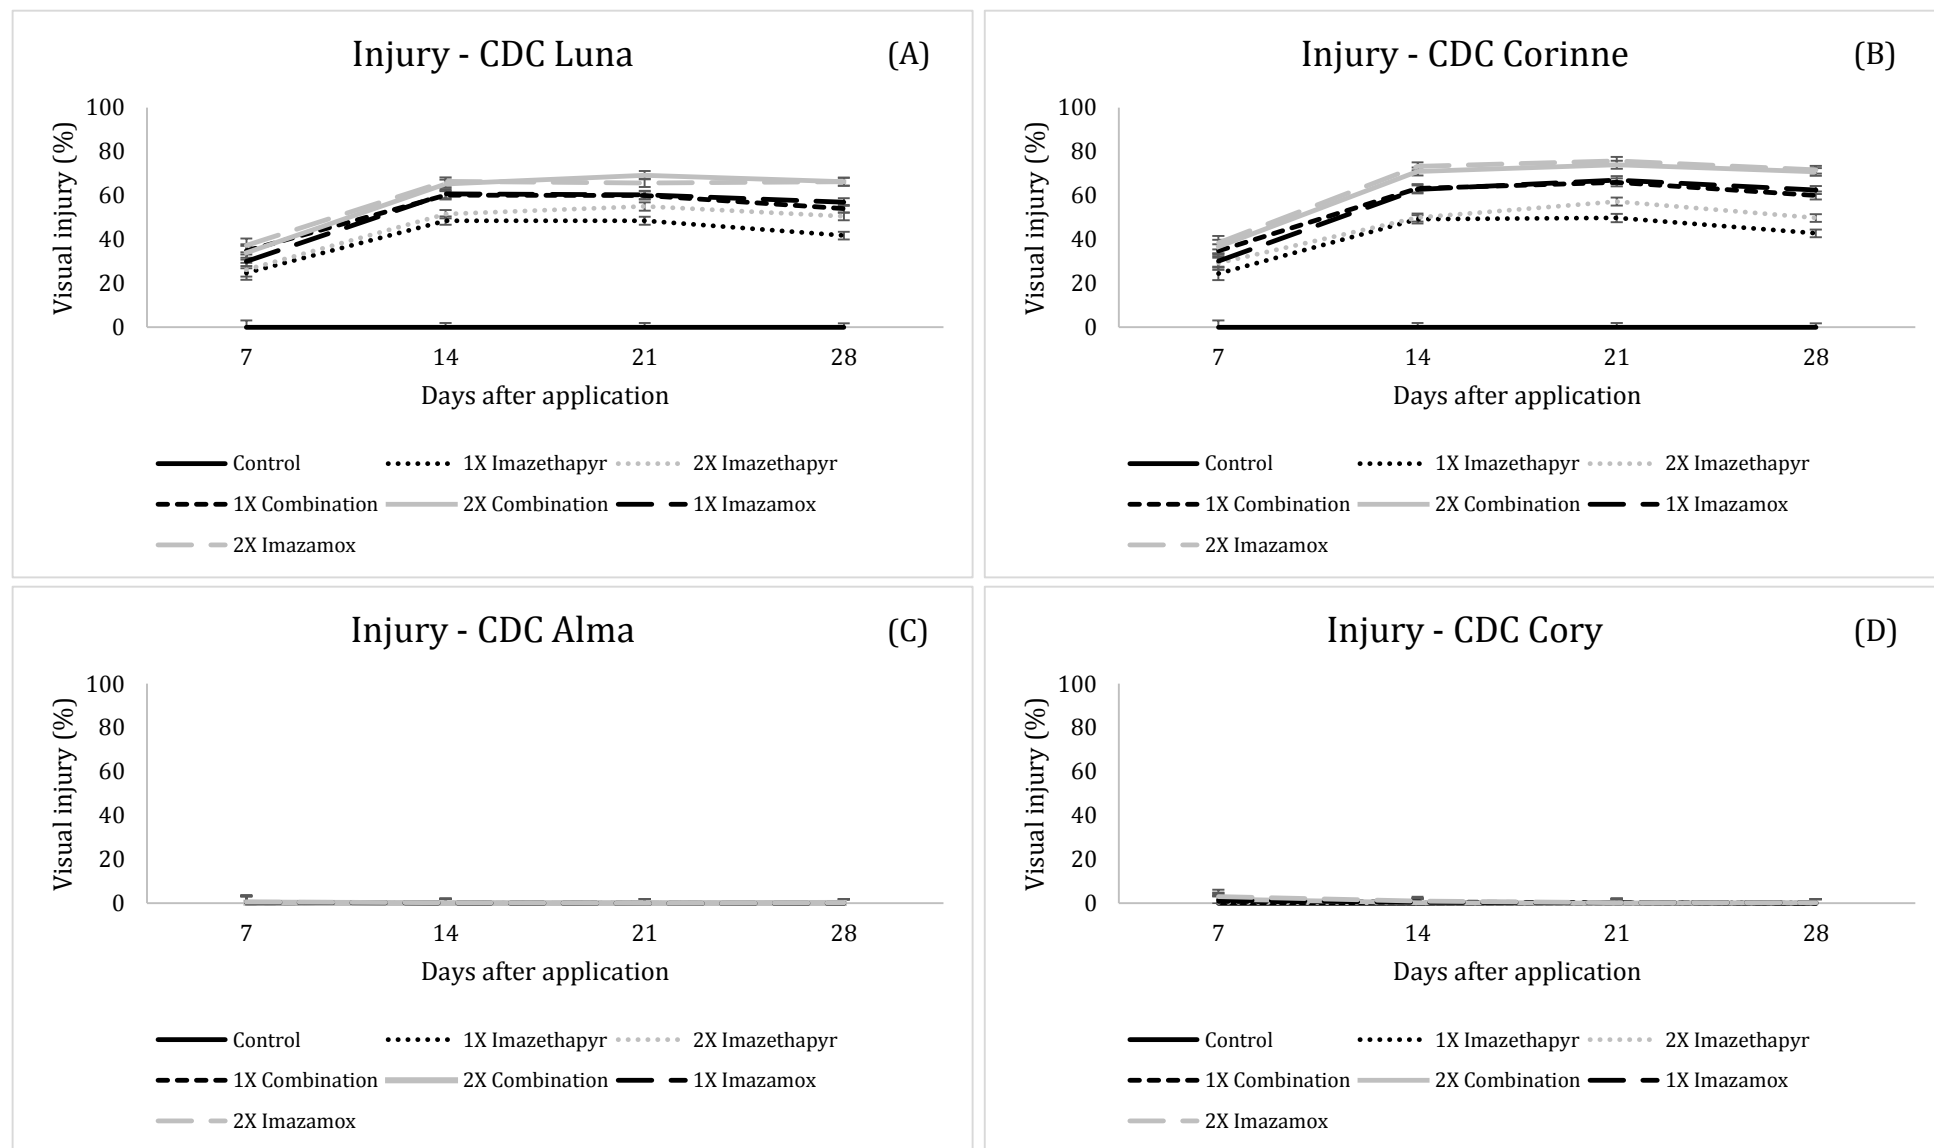 Injury - CDC Luna
(A)
Visual injury (%)
100
80
60
40
20
0
7 14 21 28
Days after application
Control 1X Imazethapyr 2X Imazethapyr
1X Combination 2X Combination 1X Imazamox
2X Imazamox
Injury - CDC Corinne
(B)
Visual injury (%)
100
80
60
40
20
0
7 14 21 28
Days after application
Control 1X Imazethapyr 2X Imazethapyr
1X Combination 2X Combination 1X Imazamox
2X Imazamox
Injury - CDC Alma
(C)
Visual injury (%)
100
80
60
40
20
0
7 14 21 28
Days after application
Control 1X Imazethapyr 2X Imazethapyr
1X Combination 2X Combination 1X Imazamox
2X Imazamox
Injury - CDC Cory
(D)
Visual injury (%)
100
80
60
40
20
0
7 14 21 28
Days after application
Control 1X Imazethapyr 2X Imazethapyr
1X Combination 2X Combination 1X Imazamox
2X Imazamox